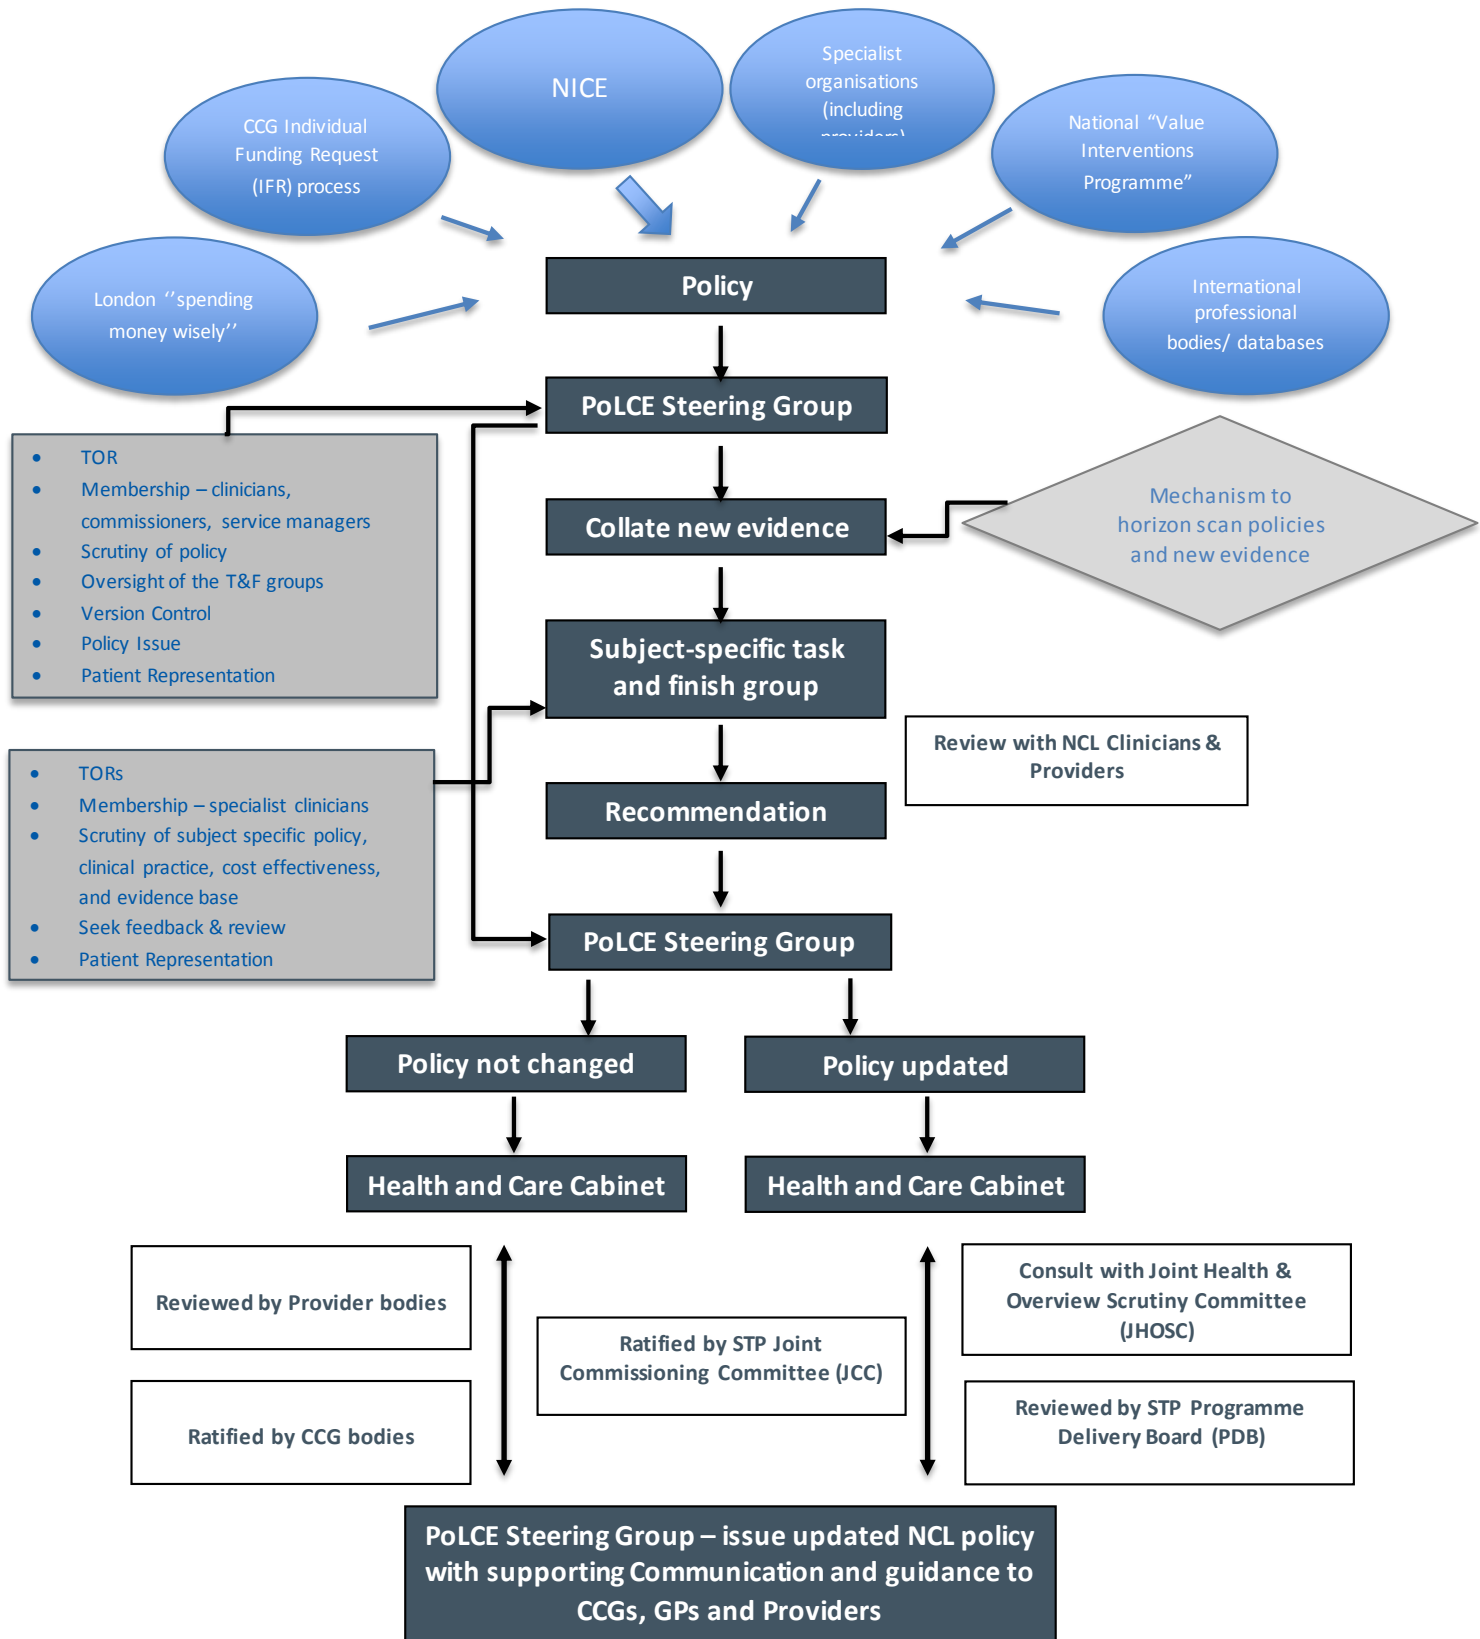 NICE
Specialist
organisations
(including
providers)
CCG Individual
Funding Request
(IFR) process
National “Value
Interventions
Programme”
London ‘’spending
money wisely’’
International
professional
bodies/ databases
Policy
PoLCE Steering Group
• TOR
• Membership – clinicians,
commissioners, service managers
• Scrutiny of policy
• Oversight of the T&F groups
• Version Control
• Policy Issue
• Patient Representation
Collate new evidence
Mechanism to
horizon scan policies
and new evidence
Subject-specific task
and finish group
Review with NCL Clinicians &
Providers
• TORs
• Membership – specialist clinicians
• Scrutiny of subject specific policy,
clinical practice, cost effectiveness,
and evidence base
• Seek feedback & review
• Patient Representation
Recommendation
PoLCE Steering Group
Policy not changed
Policy updated
Health and Care Cabinet
Health and Care Cabinet
Reviewed by Provider bodies
Consult with Joint Health &
Overview Scrutiny Committee
(JHOSC)
Ratified by STP Joint
Commissioning Committee (JCC)
Ratified by CCG bodies
Reviewed by STP Programme
Delivery Board (PDB)
PoLCE Steering Group – issue updated NCL policy
with supporting Communication and guidance to
CCGs, GPs and Providers